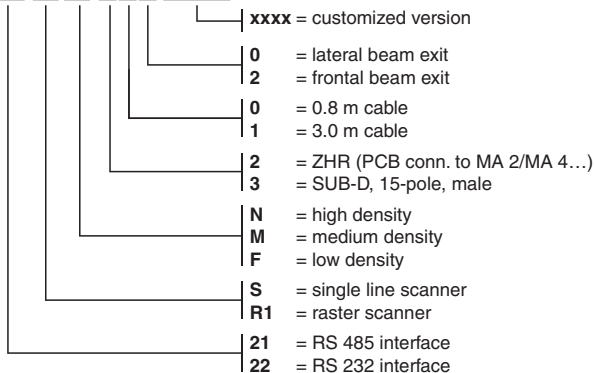 xxxx = customized version
0 = lateral beam exit
2 = frontal beam exit
0 = 0.8 m cable
1 = 3.0 m cable
2 = ZHR (PCB conn. to MA 2/MA 4…)
3 = SUB-D, 15-pole, male
N = high density
M = medium density
F = low density
S = single line scanner
R1 = raster scanner
21 = RS 485 interface
22 = RS 232 interface